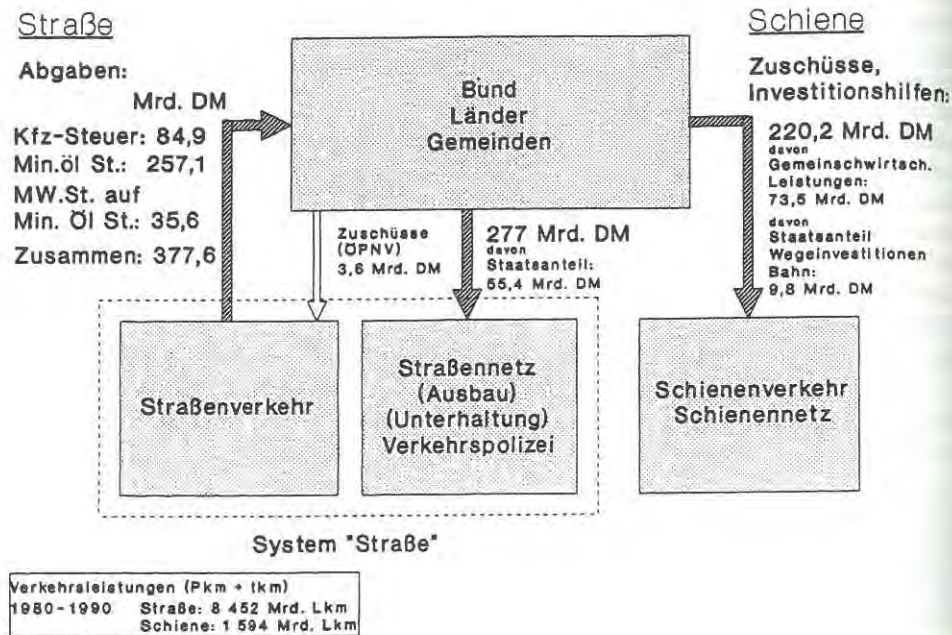 Straße
Abgaben:
Mrd. DM
Kfz-Steuer: 84,9
Min.öl St.: 257,1
MW.St. auf
Min. Öl St.: 35,6
Zusammen: 377,6
Bund
Länder
Gemeinden
Schiene
Zuschüsse,
Investitionshilfen:
220,2 Mrd. DM
davon
Gemeinschwirtsch.
Leistungen:
73,5 Mrd. DM
davon
Staatsanteil
Wegeinvestitionen
Bahn:
9,8 Mrd. DM
Zuschüsse
(ÖPNV)
3,6 Mrd. DM
277 Mrd. DM
davon
Staatsanteil:
55,4 Mrd. DM
Straßenverkehr
Straßennetz
(Ausbau)
(Unterhaltung)
Verkehrspolizei
Schienenverkehr
Schienennetz
System "Straße"
Verkehrsleistungen (Pkm + tkm)
1980-1990 Straße: 8 452 Mrd. Lkm
Schiene: 1 594 Mrd. Lkm